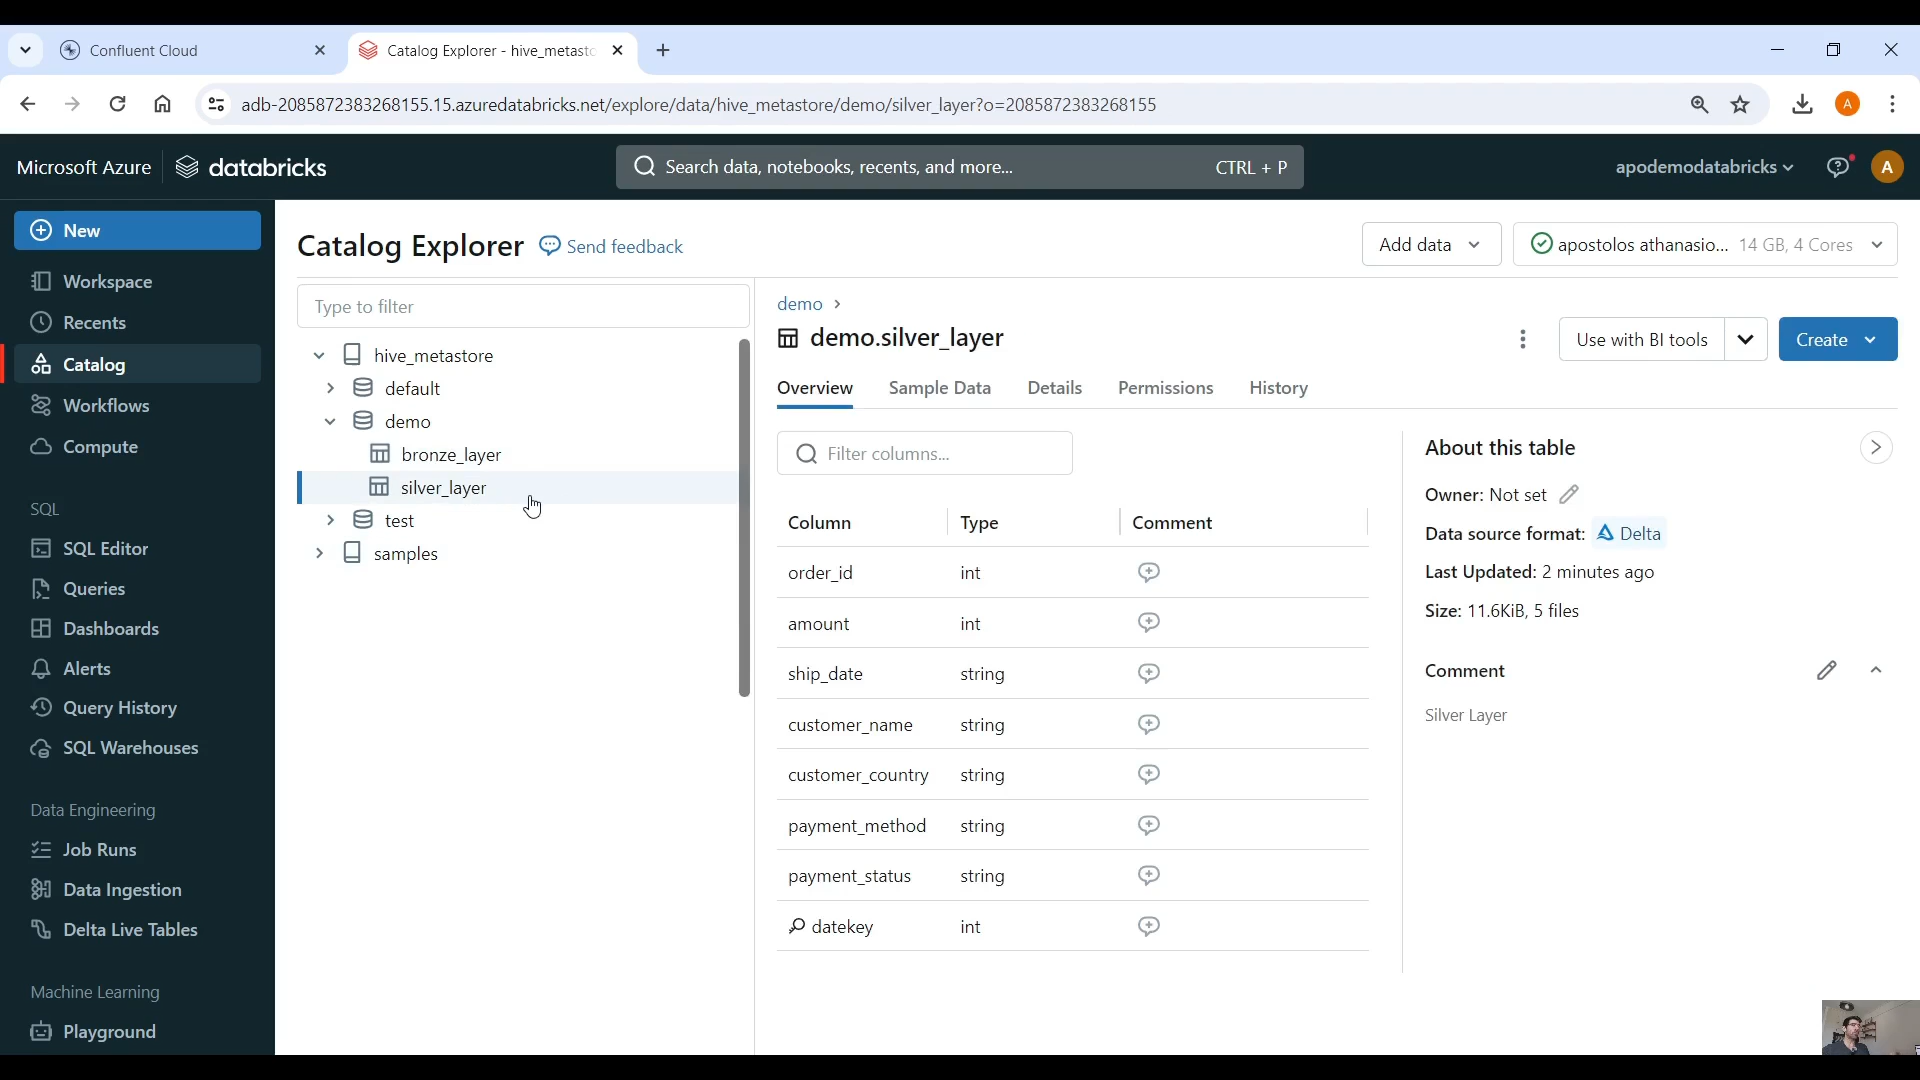 Confluent Cloud
Catalog Explorer - hive_metast
adb-2085872383268155.15.azuredatabricks.net/explore/data/hive_metastore/demo/silver_layer?o=2085872383268155
A
Microsoft Azure databricks
Search data, notebooks, recents, and more... CTRL + P
apodemodatabricks
A
New
Workspace
Recents
Catalog
Workflows
Compute
SQL
SQL Editor
Queries
Dashboards
Alerts
Query History
SQL Warehouses
Data Engineering
Job Runs
Data Ingestion
Delta Live Tables
Machine Learning
Playground
Catalog Explorer Send feedback
Add data
apostolos athanasio... 14 GB, 4 Cores
Type to filter
hive_metastore
default
demo
bronze_layer
silver_layer
test
samples
demo
demo.silver_layer
Use with BI tools
Create
Overview Sample Data Details Permissions History
Filter columns...
Column Type Comment
order_id int
amount int
ship_date string
customer_name string
customer_country string
payment_method string
payment_status string
datekey int
About this table
Owner: Not set
Data source format: Delta
Last Updated: 2 minutes ago
Size: 11.6KiB, 5 files
Comment
Silver Layer